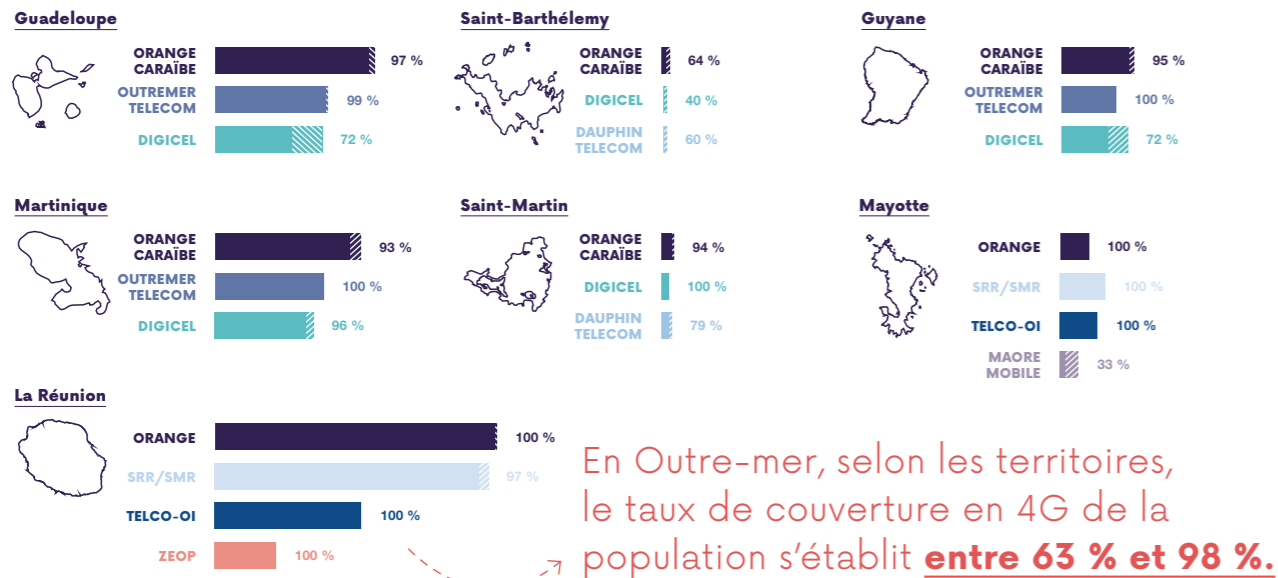 Guadeloupe
ORANGE
CARAÏBE
97 %
OUTREMER
TELECOM
99 %
DIGICEL
72 %
Saint-Barthélemy
ORANGE
CARAÏBE
64 %
DIGICEL
40 %
DAUPHIN
TELECOM
60 %
Guyane
ORANGE
CARAÏBE
95 %
OUTREMER
TELECOM
100 %
DIGICEL
72 %
Martinique
ORANGE
CARAÏBE
93 %
OUTREMER
TELECOM
100 %
DIGICEL
96 %
Saint-Martin
ORANGE
CARAÏBE
94 %
DIGICEL
100 %
DAUPHIN
TELECOM
79 %
Mayotte
ORANGE
100 %
SRR/SMR
100 %
TELCO-OI
100 %
MAORE
MOBILE
33 %
La Réunion
ORANGE
100 %
SRR/SMR
97 %
TELCO-OI
100 %
ZEOP
100 %
En Outre-mer, selon les territoires,
le taux de couverture en 4G de la
population s'établit entre 63 % et 98 %.